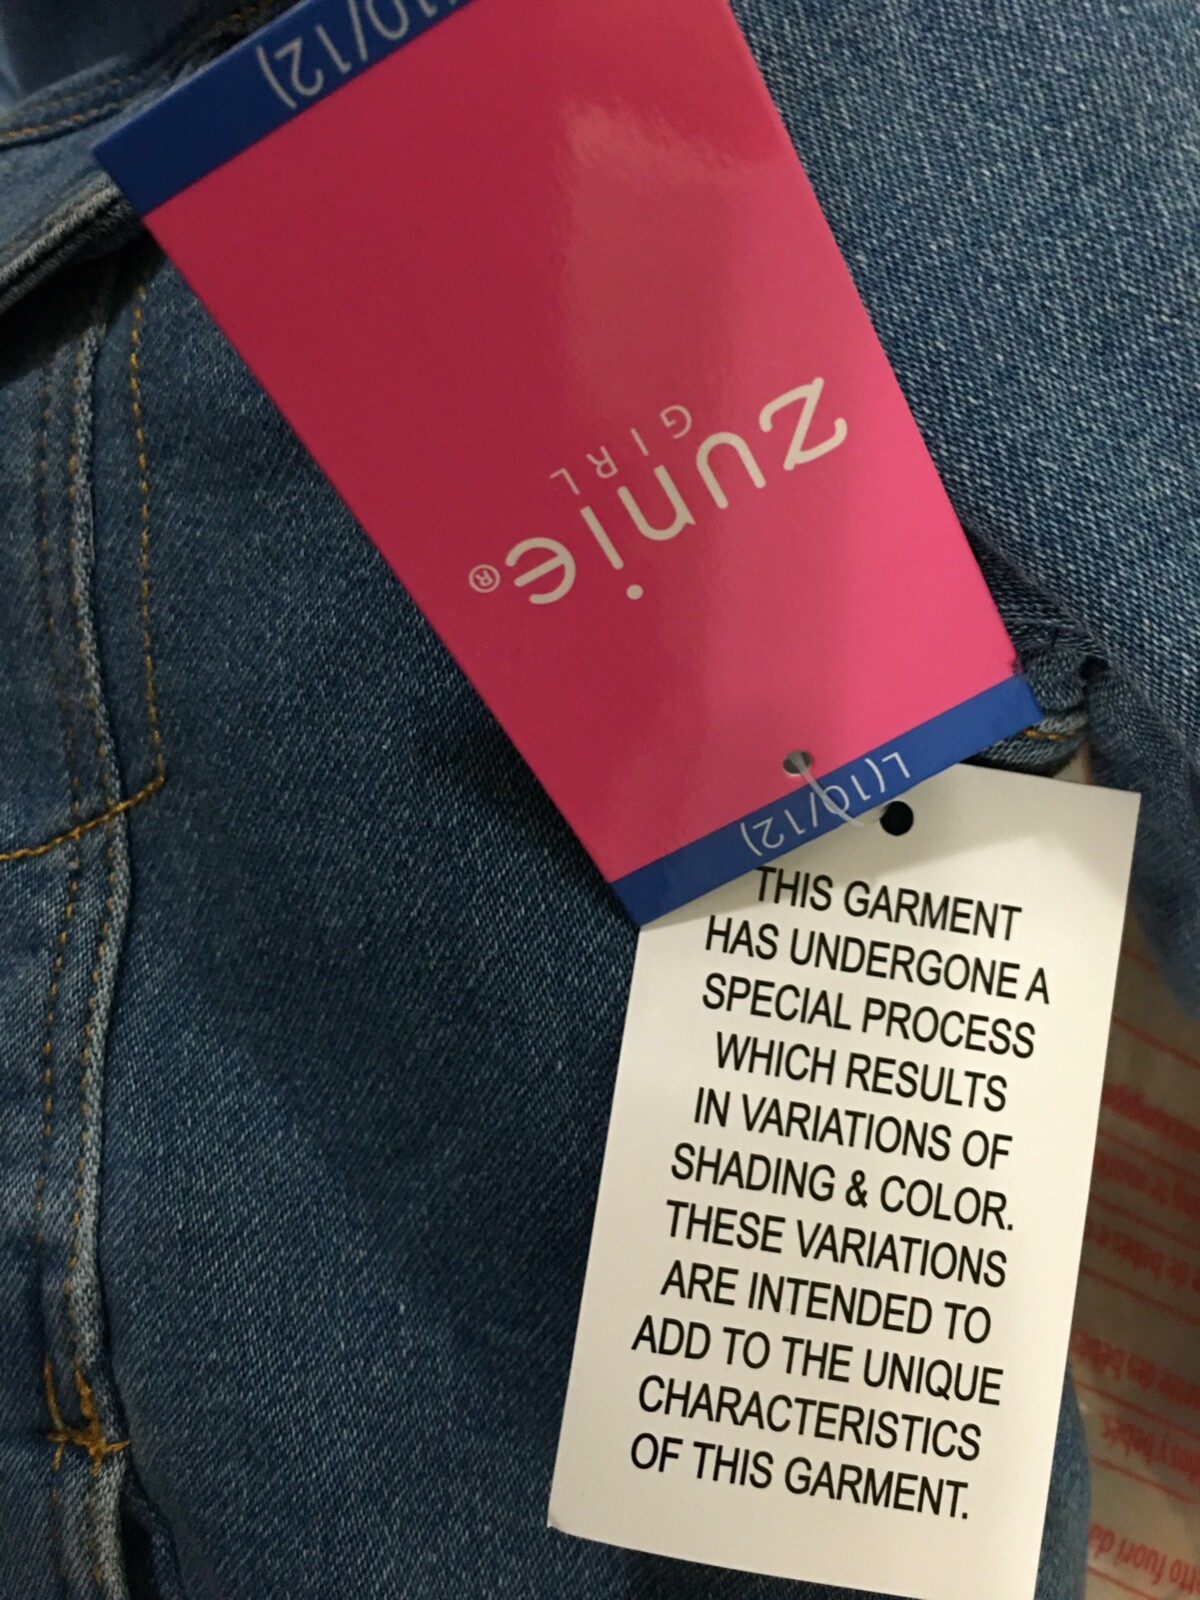 10/12)
zunie®
GIRL
L(10/12)
THIS GARMENT
HAS UNDERGONE A
SPECIAL PROCESS
WHICH RESULTS
IN VARIATIONS OF
SHADING & COLOR.
THESE VARIATIONS
ARE INTENDED TO
ADD TO THE UNIQUE
CHARACTERISTICS
OF THIS GARMENT.
fuori